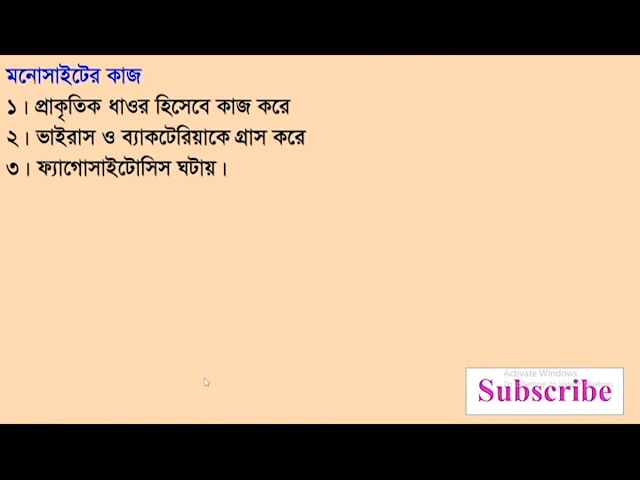 মনোসাইটের কাজ
১। প্রাকৃতিক ধাওর হিসেবে কাজ করে
২। ভাইরাস ও ব্যাকটেরিয়াকে গ্রাস করে
৩। ফ্যাগোসাইটোসিস ঘটায়।
Activate Windows
Subscribe